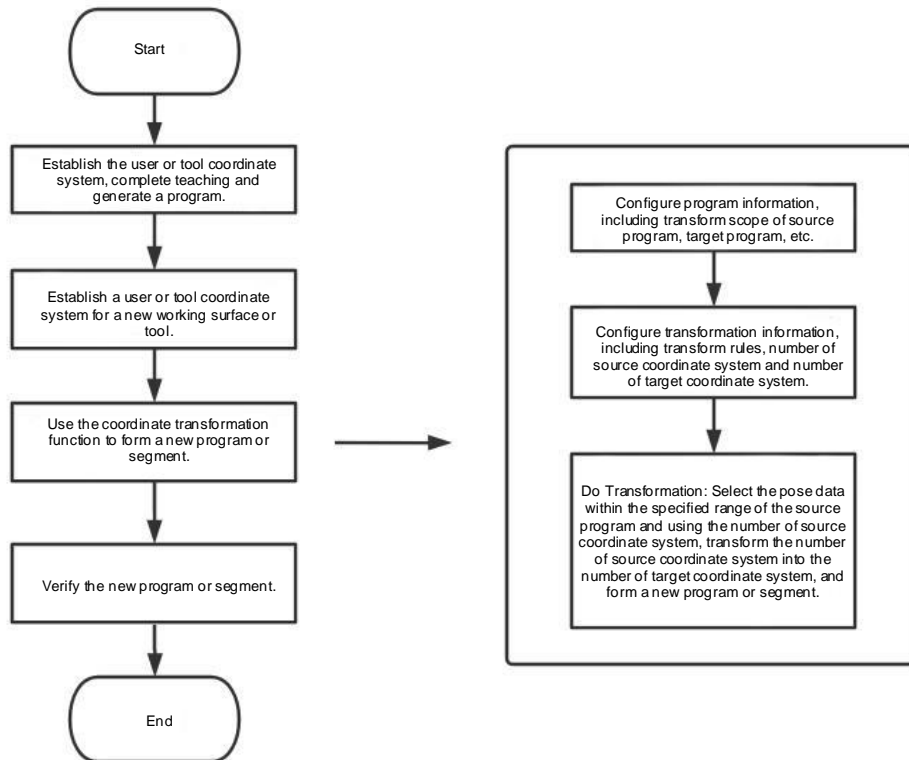 Start
Establish the user or tool coordinate
system, complete teaching and
generate a program.
Establish a user or tool coordinate
system for a new working surface or
tool.
Use the coordinate transformation
function to form a new program or
segment.
Verify the new program or segment.
End
Configure program information,
including transform scope of source
program, target program, etc.
Configure transformation information,
including transform rules, number of
source coordinate system and number
of target coordinate system.
Do Transformation: Select the pose data
within the specified range of the source
program and using the number of source
coordinate system, transform the number
of source coordinate system into the
number of target coordinate system, and
form a new program or segment.